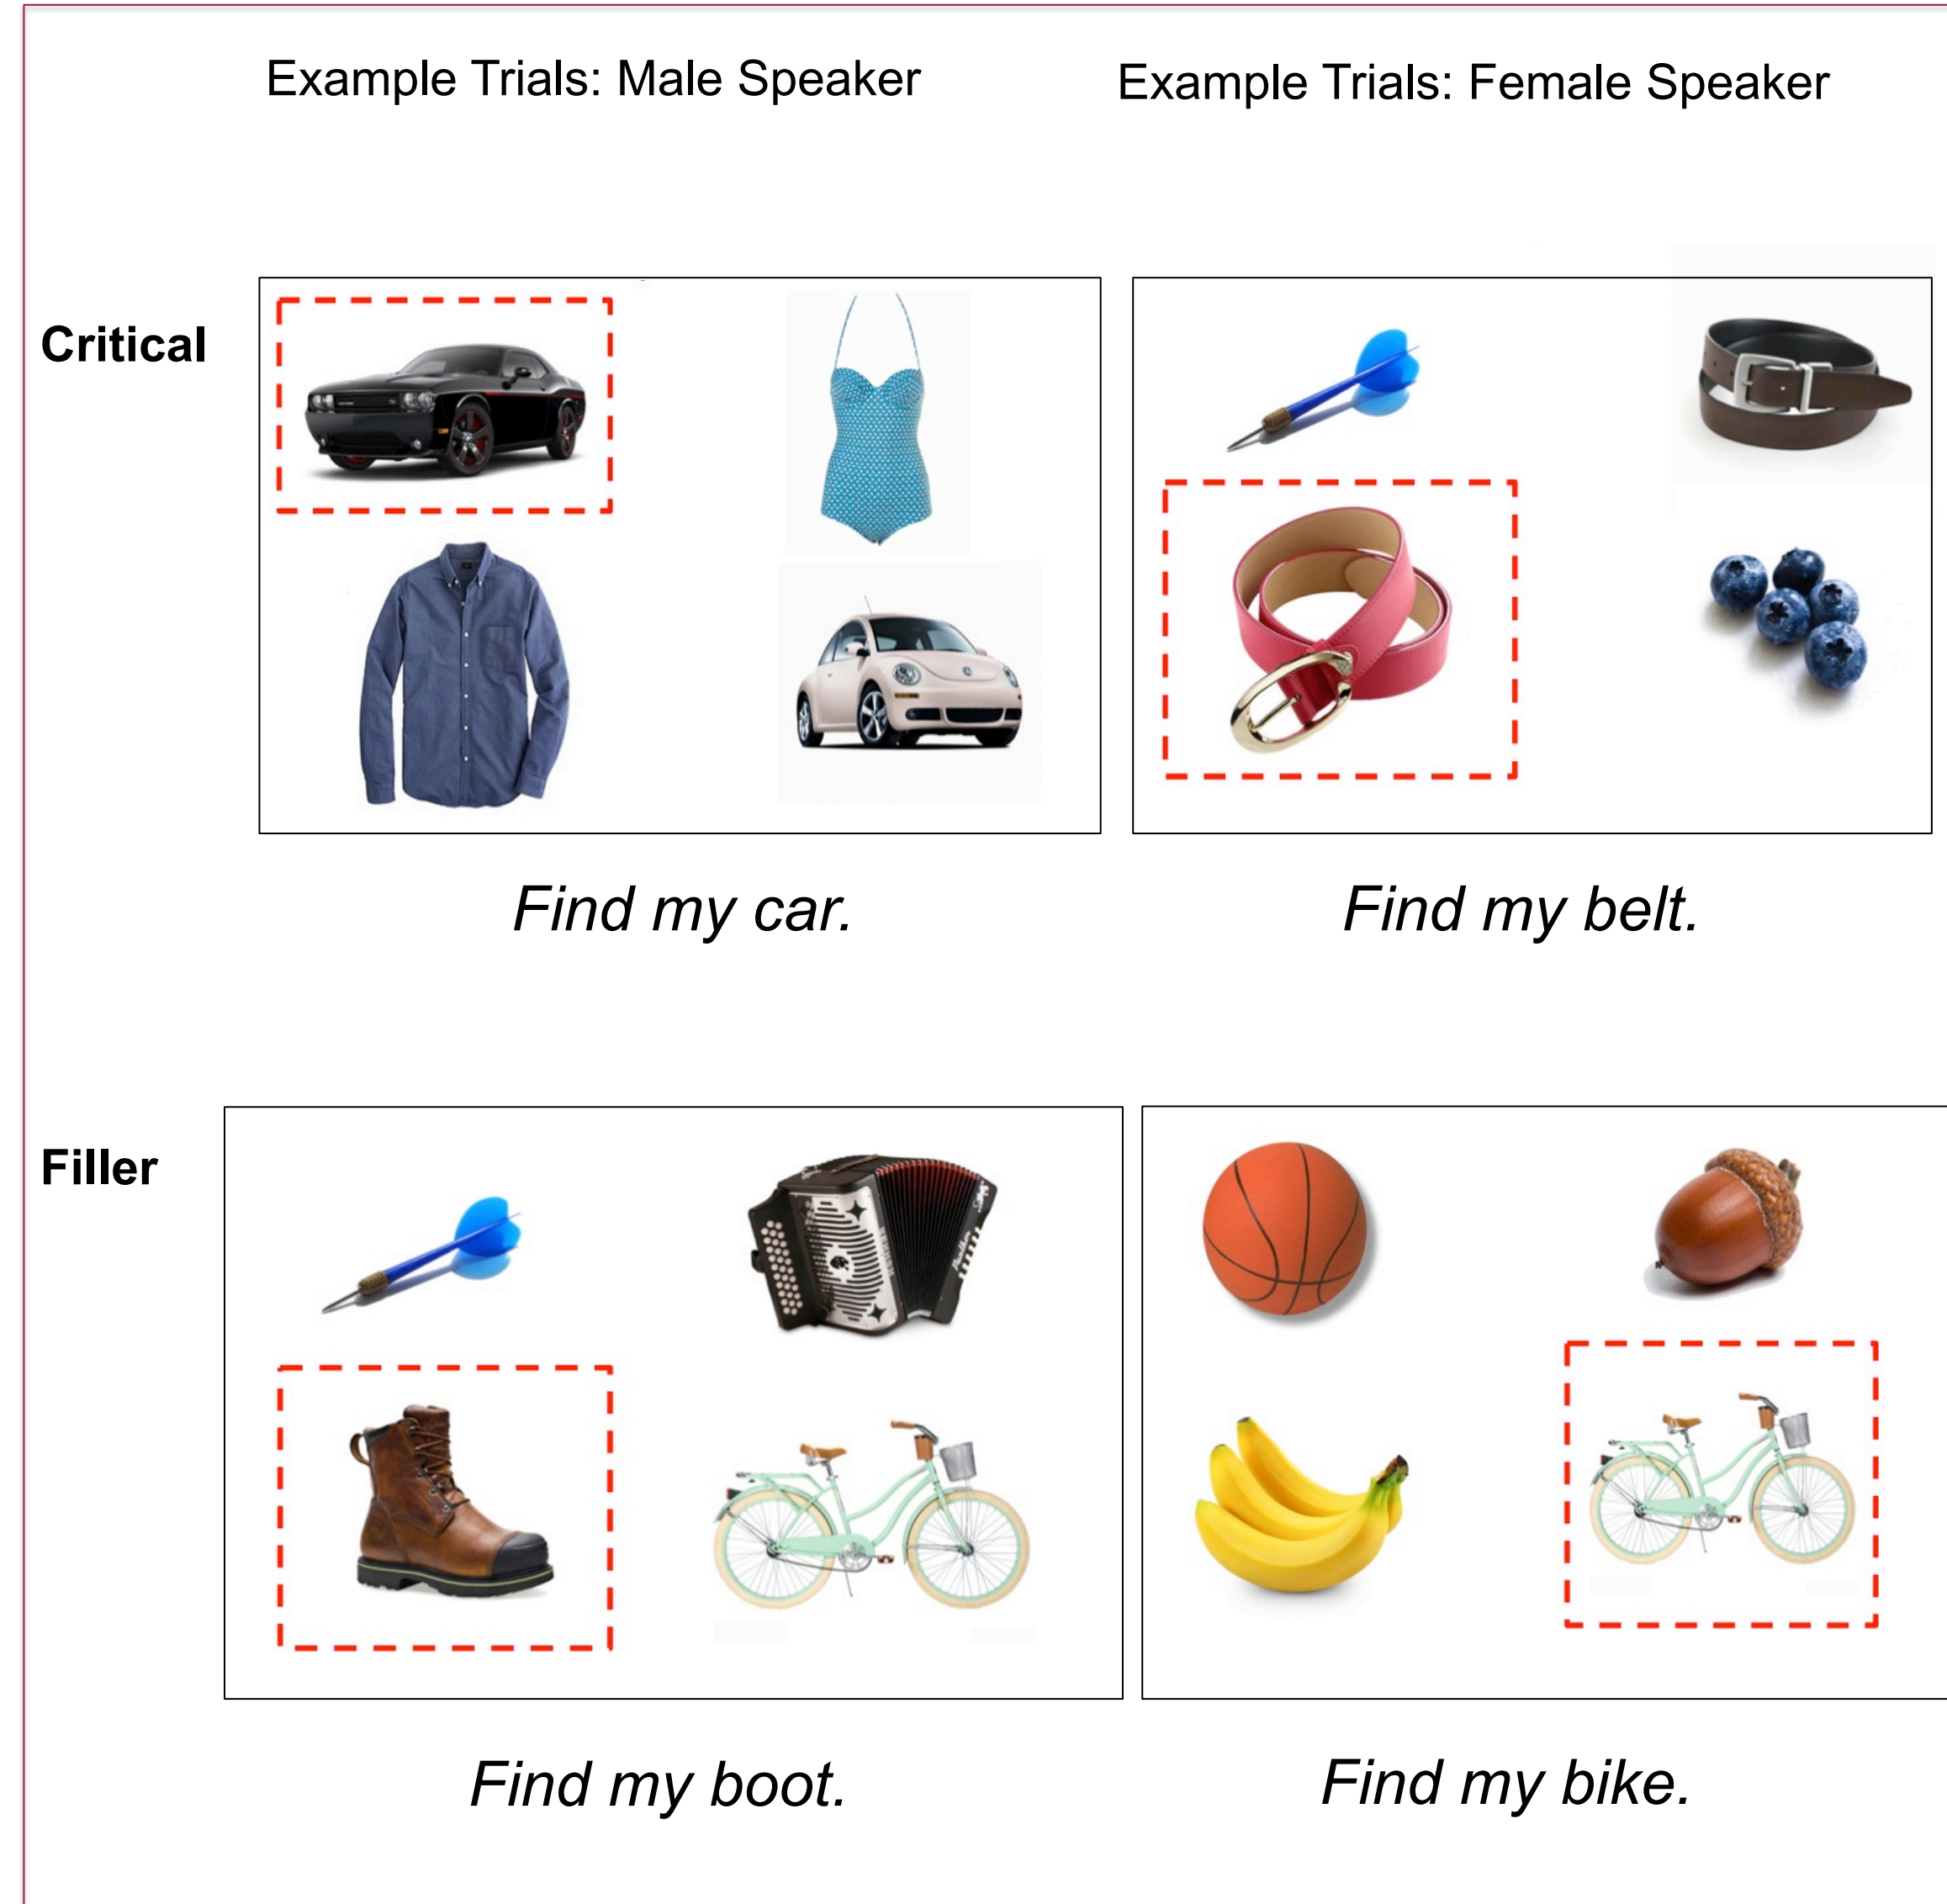 Example Trials: Male Speaker
Example Trials: Female Speaker
Critical
Find my car.
Find my belt.
Filler
Find my boot.
Find my bike.